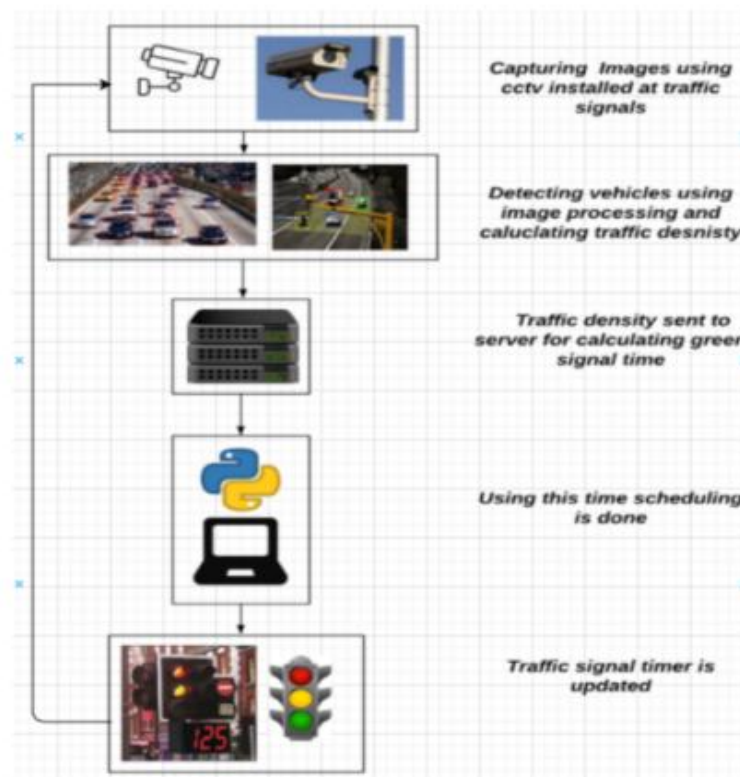 Capturing Images using
cctv installed at traffic
signals
Detecting vehicles using
image processing and
caluclating traffic desnisty
Traffic density sent to
server for calculating green
signal time
Using this time scheduling
is done
125
Traffic signal timer is
updated